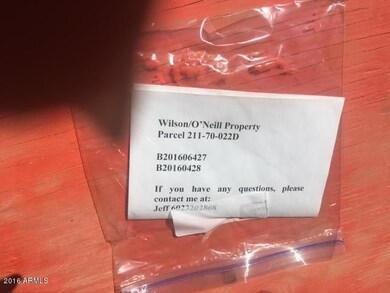 Wilson/O'Neill Property
Parcel 211-70-022D
B201606427
B20160428
If you have any questions, please
contact me at:
Jeff
2016 ARMLS